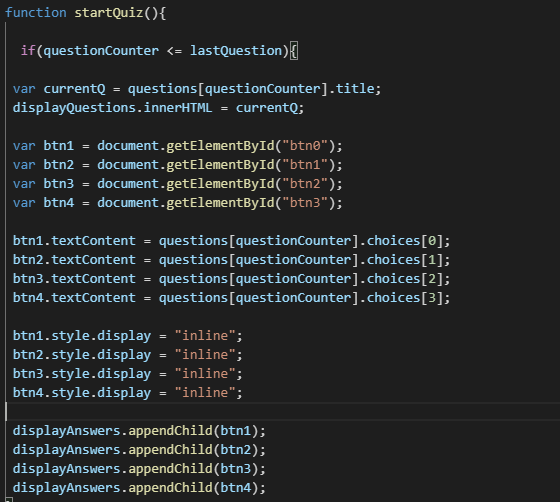 function startQuiz(){
if(questionCounter <= lastQuestion){
var currentQ = questions[questionCounter].title;
displayQuestions.innerHTML = currentQ;
var btn1 = document.getElementById("btn0");
var btn2 = document.getElementById("btn1");
var btn3 = document.getElementById("btn2");
var btn4 = document.getElementById("btn3");
btn1.textContent = questions[questionCounter].choices[0];
btn2.textContent = questions[questionCounter].choices[1];
btn3.textContent = questions[questionCounter].choices[2];
btn4.textContent = questions[questionCounter].choices[3];
btn1.style.display = "inline";
btn2.style.display = "inline";
btn3.style.display = "inline";
btn4.style.display = "inline";
displayAnswers.appendChild(btn1);
displayAnswers.appendChild(btn2);
displayAnswers.appendChild(btn3);
displayAnswers.appendChild(btn4);